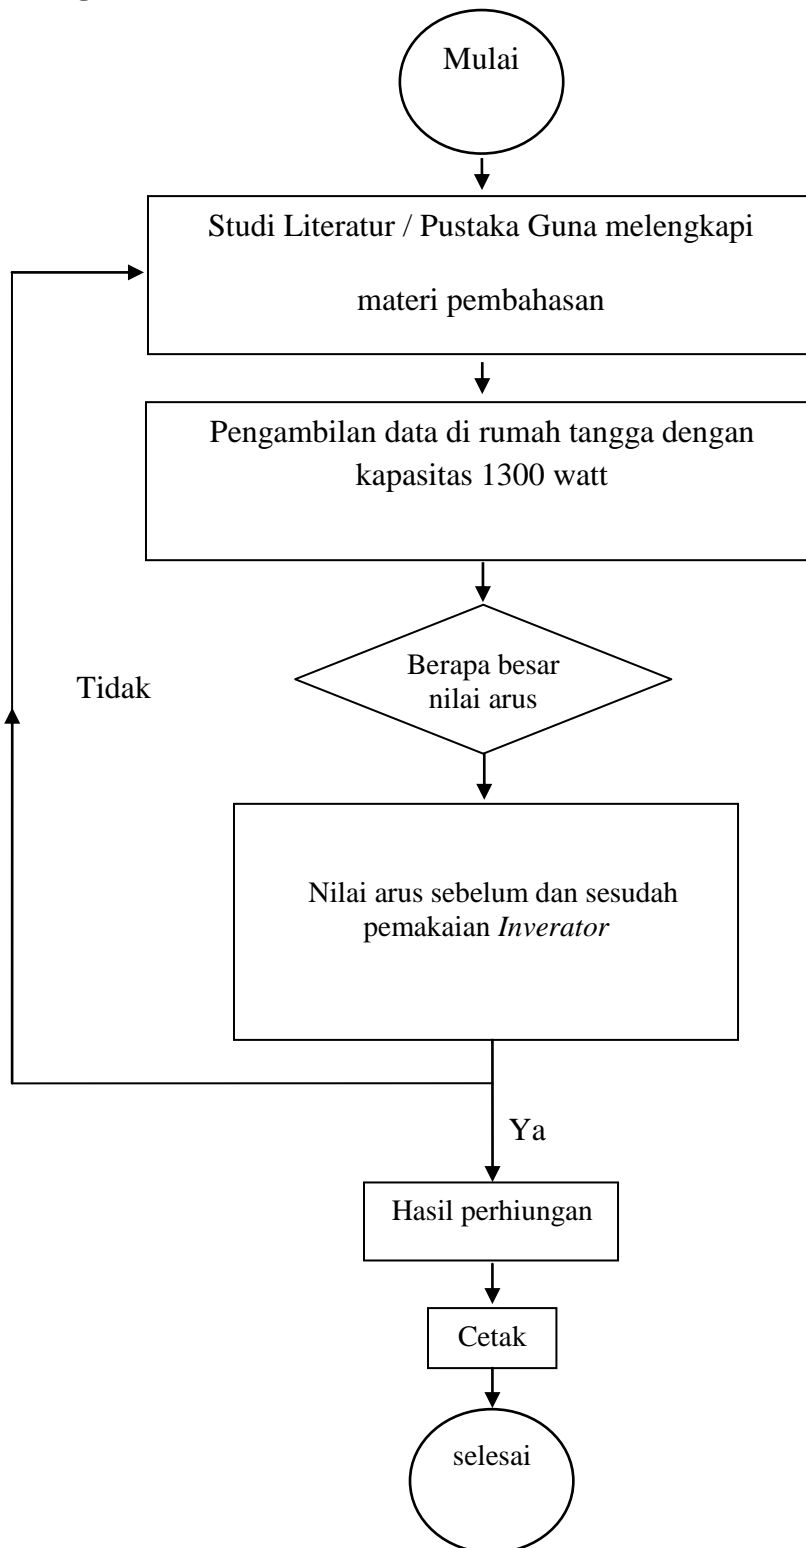 Mulai
Studi Literatur / Pustaka Guna melengkapi
materi pembahasan
Pengambilan data di rumah tangga dengan
kapasitas 1300 watt
Berapa besar
nilai arus
Tidak
Nilai arus sebelum dan sesudah
pemakaian Inverator
Ya
Hasil perhiungan
Cetak
selesai